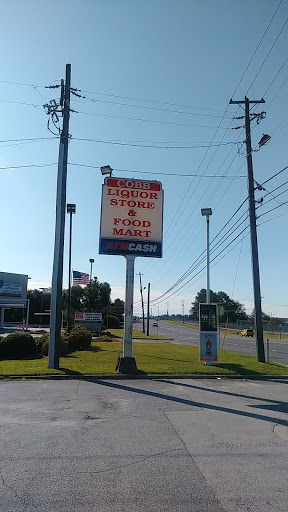 COBB
LIQUOR
STORE
&
FOOD
MART
ATM CASH